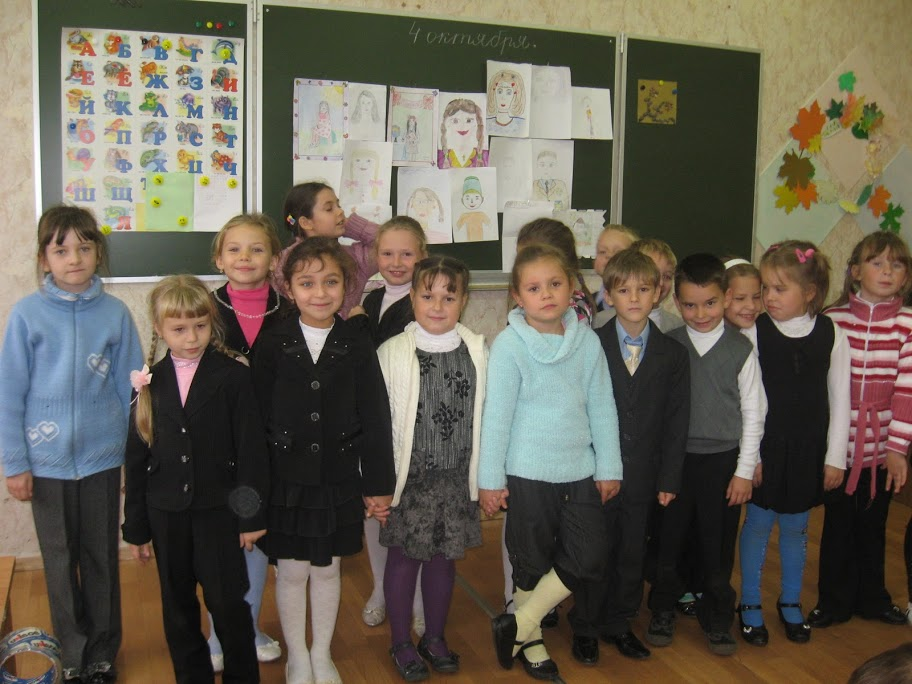 4 октября.
А Б В Г Д
Е Ё Ж З И
Й К Л М Н
О П Р С Т
У Ф Х Ц Ч
Ш Щ